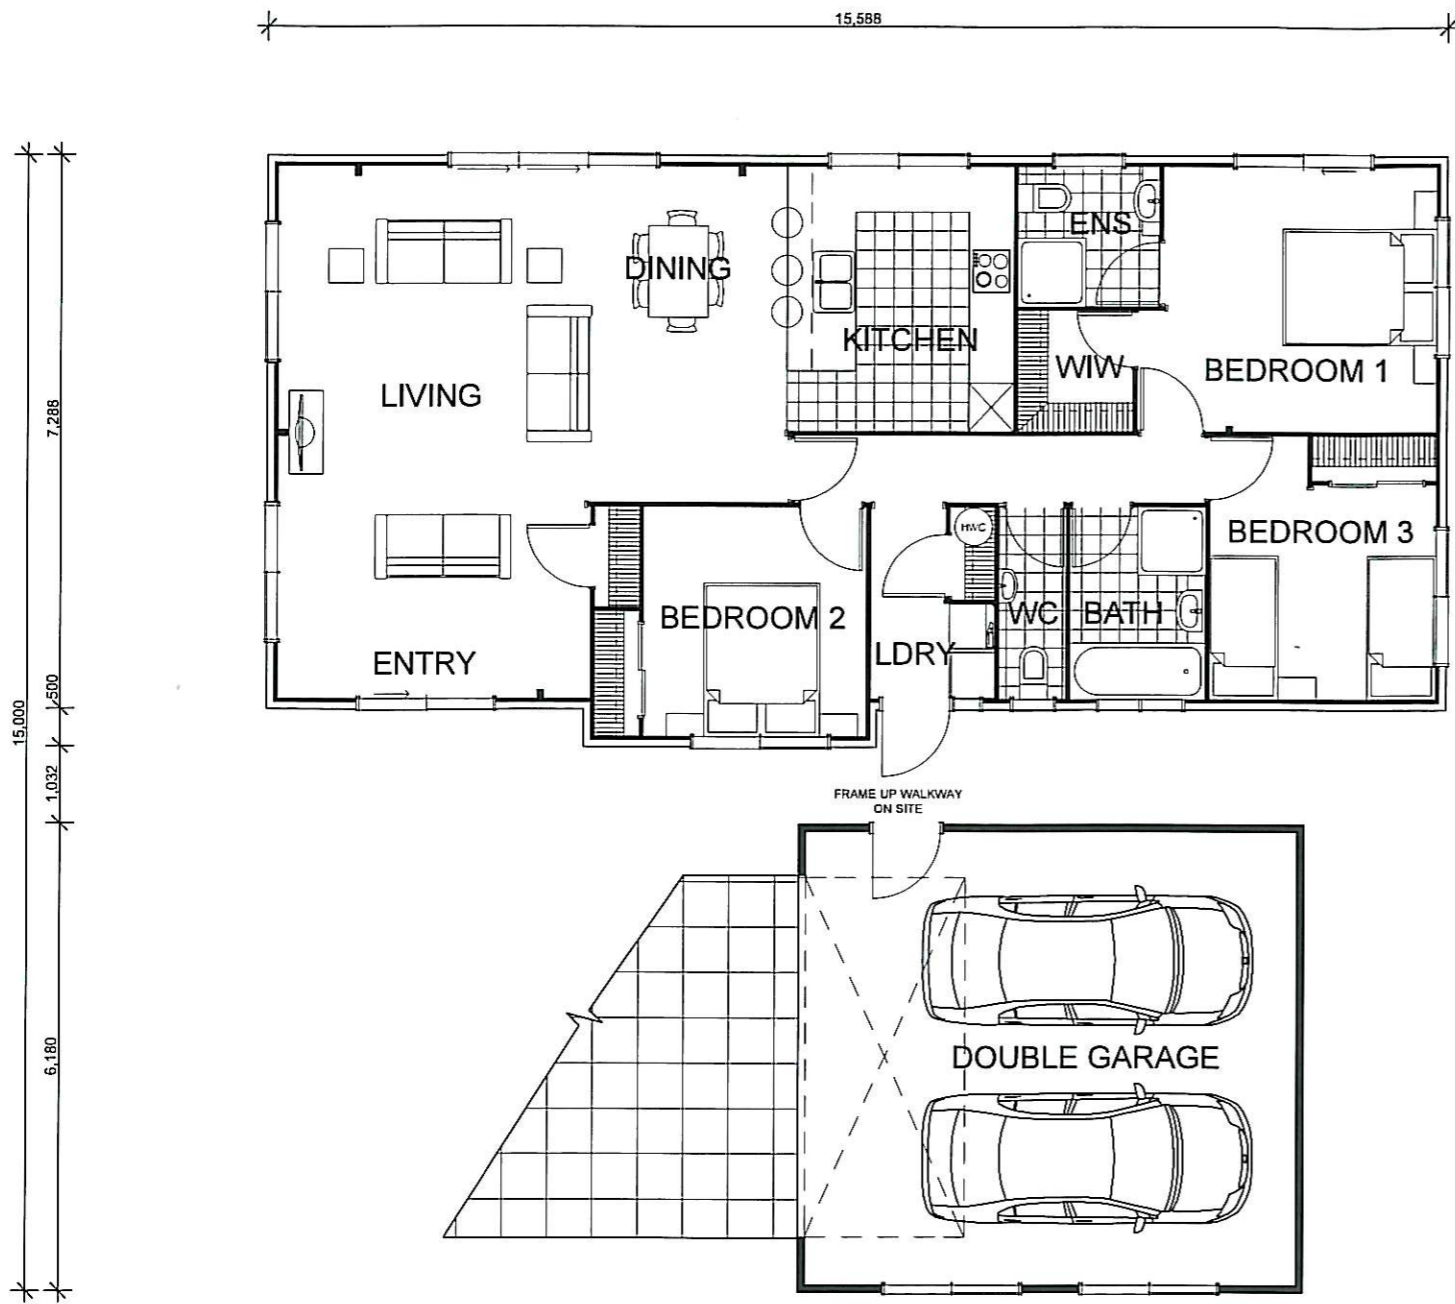 15,588
ENS
DINING
KITCHEN
WIW
BEDROOM 1
LIVING
7,288
HWC
BEDROOM 3
BEDROOM 2
WC
BATH
LDRY
ENTRY
500
15,000
1,032
FRAME UP WALKWAY
ON SITE
6,180
DOUBLE GARAGE